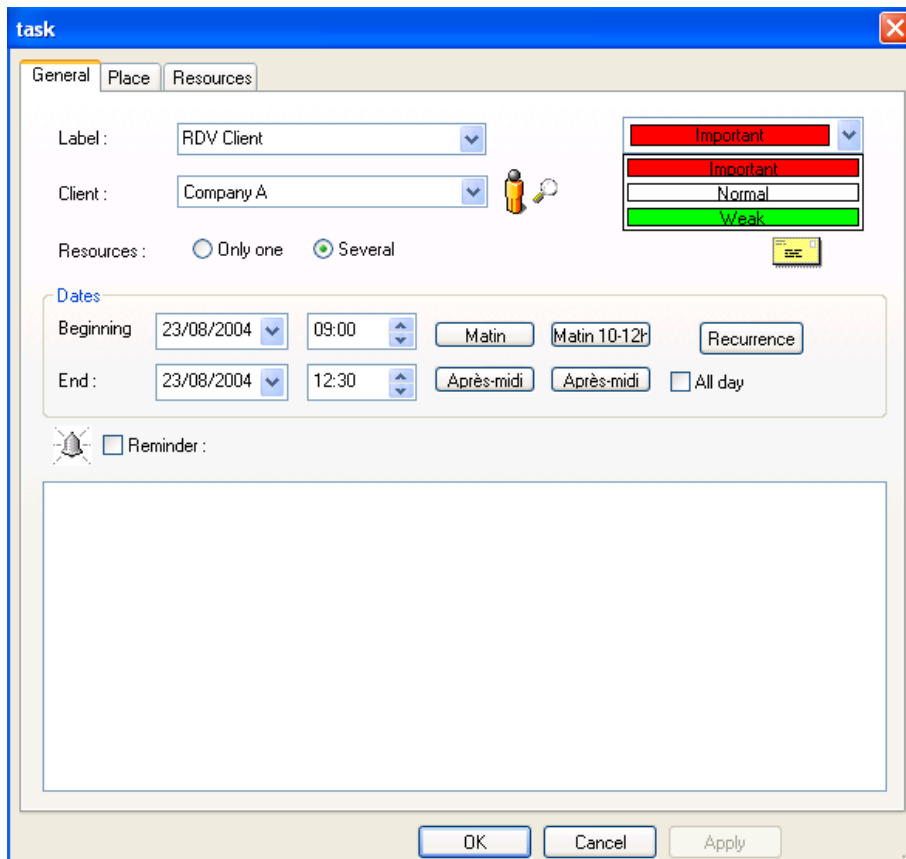 task
General Place Resources
Label : RDV Client Important
Important
Client : Company A Normal
Weak
Resources : Only one Several
Dates
Beginning 23/08/2004 09:00 Matin Matin 10-12h Recurrence
End : 23/08/2004 12:30 Après-midi Après-midi All day
Reminder :
OK Cancel Apply